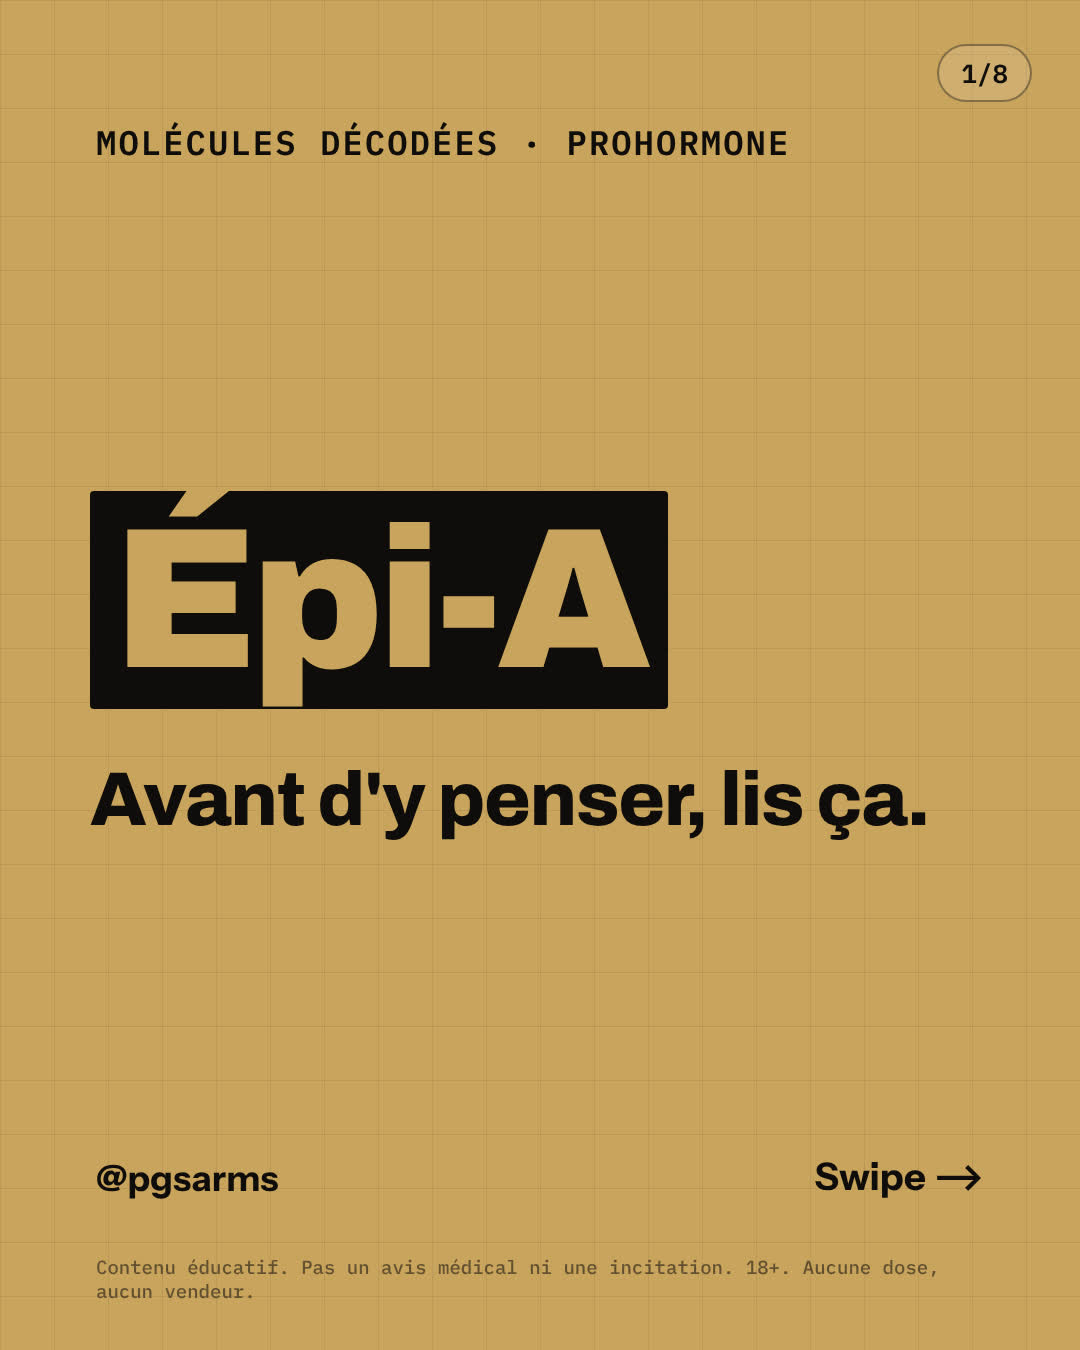 1/8
MOLÉCULES DÉCODÉES · PROHORMONE
Épi-A
Avant d'y penser, lis ça.
@pgsarms
Swipe →
Contenu éducatif. Pas un avis médical ni une incitation. 18+. Aucune dose,
aucun vendeur.